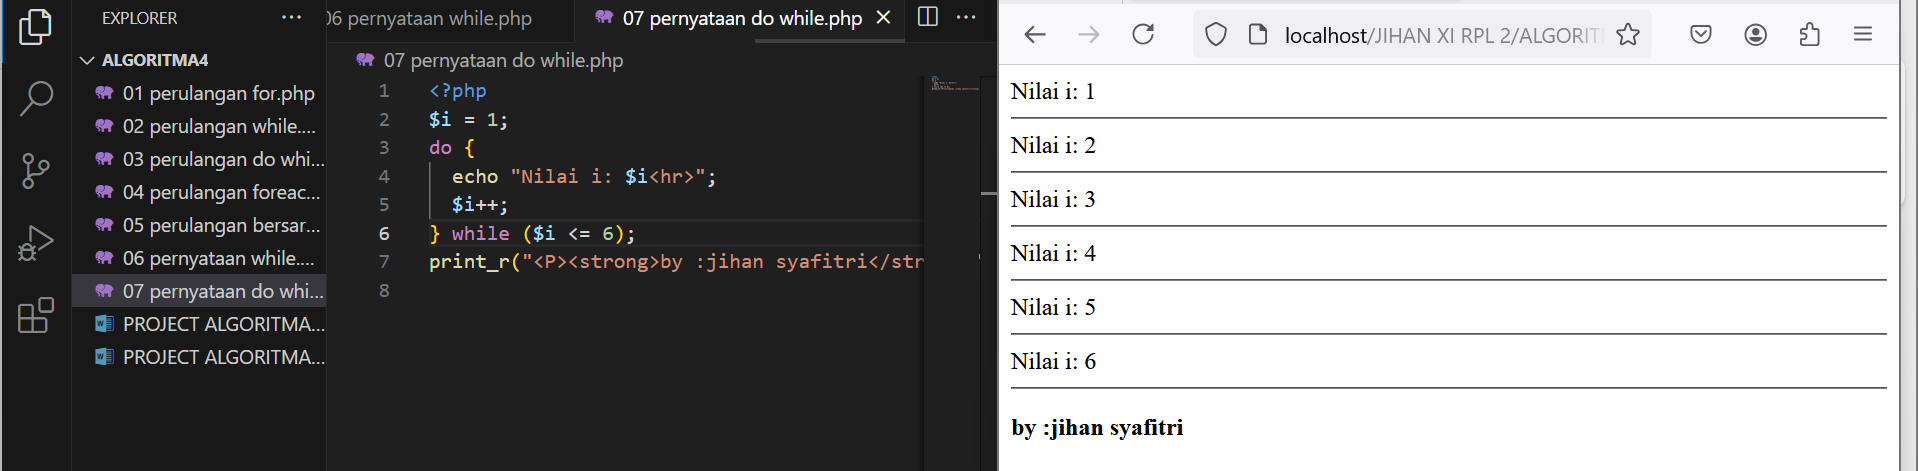 EXPLORER
ALGORITMA4
01 perulangan for.php
02 perulangan while....
03 perulangan do whi...
04 perulangan foreac...
05 perulangan bersar...
06 pernyataan while....
07 pernyataan do whi...
PROJECT ALGORITMA...
PROJECT ALGORITMA...
06 pernyataan while.php
07 pernyataan do while.php
07 pernyataan do while.php
1 <?php
2 $i = 1;
3 do {
4 echo "Nilai i: $i<hr>";
5 $i++;
6 } while ($i <= 6);
7 print_r("<P><strong>by :jihan syafitri</str
8
localhost/JIHAN XI RPL 2/ALGORIT
Nilai i: 1
Nilai i: 2
Nilai i: 3
Nilai i: 4
Nilai i: 5
Nilai i: 6
by :jihan syafitri